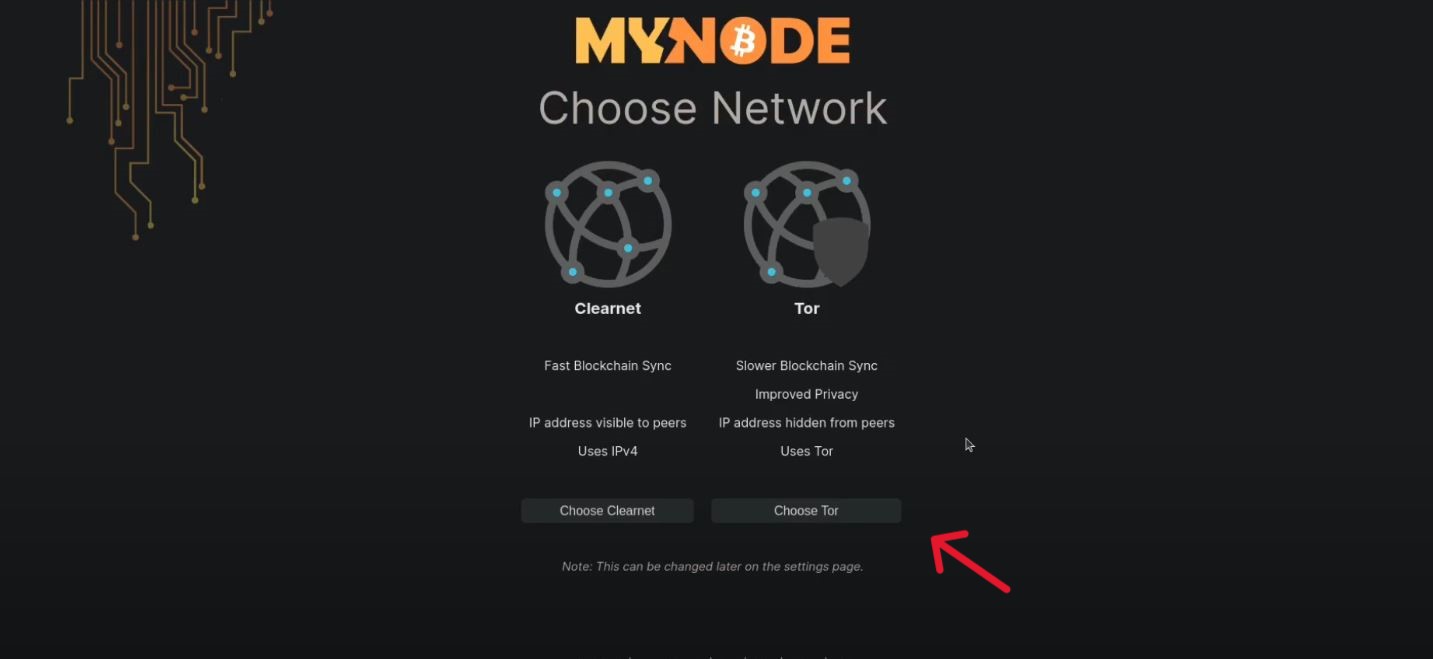 MYNODE
Choose Network
Clearnet Tor
Fast Blockchain Sync Slower Blockchain Sync
Improved Privacy
IP address visible to peers IP address hidden from peers
Uses IPv4 Uses Tor
Choose Clearnet Choose Tor
Note: This can be changed later on the settings page.